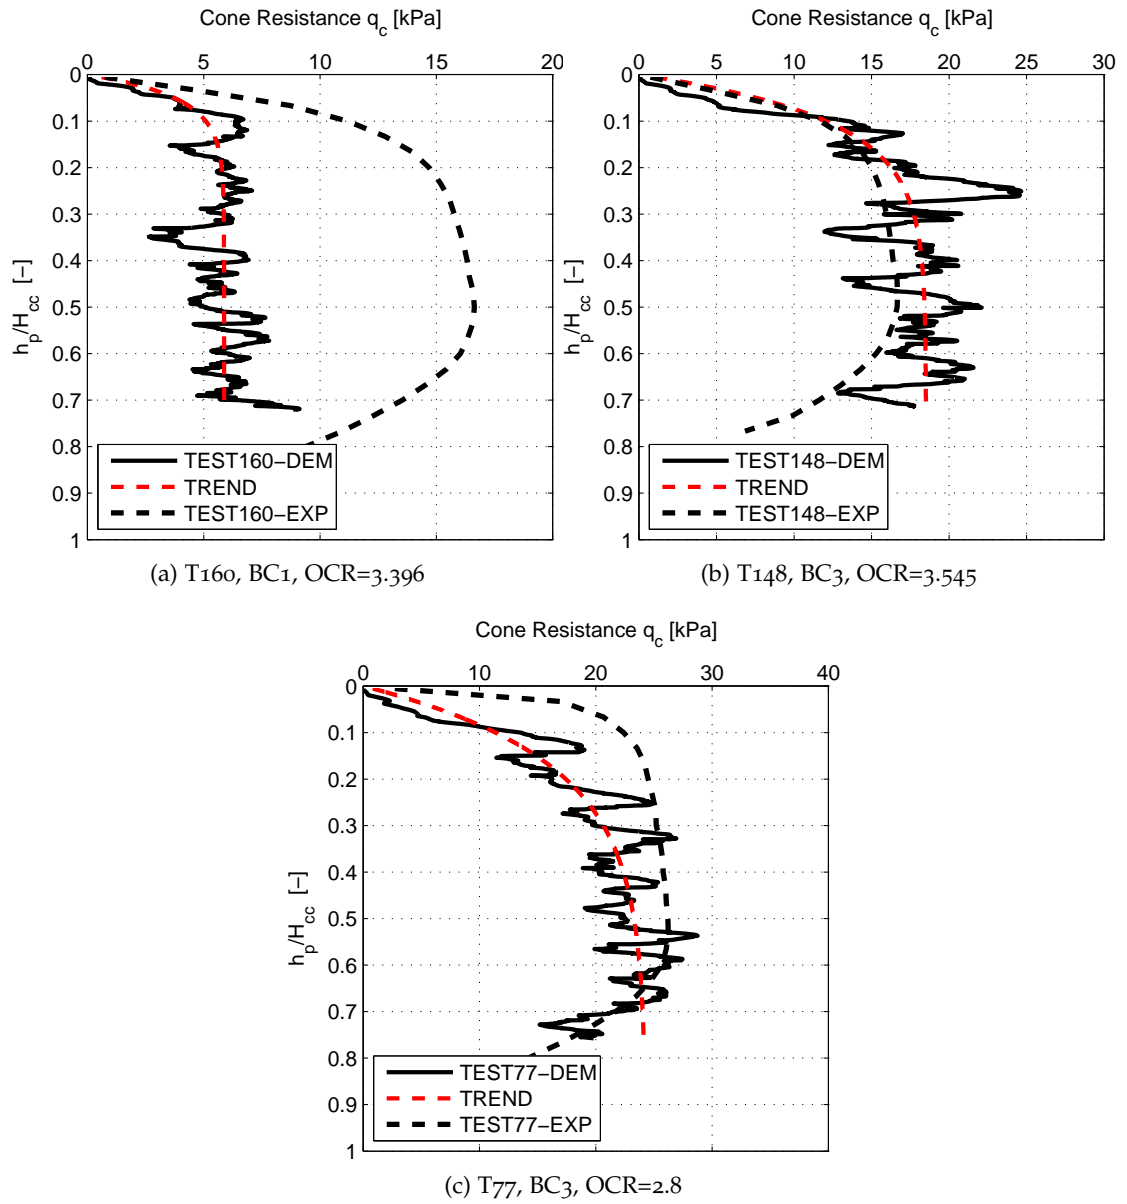 Cone Resistance q_c [kPa]
0 5 10 15 20
0
0.1
0.2
0.3
0.4
0.5
0.6
0.7
0.8
0.9
1
h_p/H_cc [−]
TEST160−DEM
TREND
TEST160−EXP
(a) T160, BC1, OCR=3.396
Cone Resistance q_c [kPa]
0 5 10 15 20 25 30
0
0.1
0.2
0.3
0.4
0.5
0.6
0.7
0.8
0.9
1
h_p/H_cc [−]
TEST148−DEM
TREND
TEST148−EXP
(b) T148, BC3, OCR=3.545
Cone Resistance q_c [kPa]
0 10 20 30 40
0
0.1
0.2
0.3
0.4
0.5
0.6
0.7
0.8
0.9
1
h_p/H_cc [−]
TEST77−DEM
TREND
TEST77−EXP
(c) T77, BC3, OCR=2.8